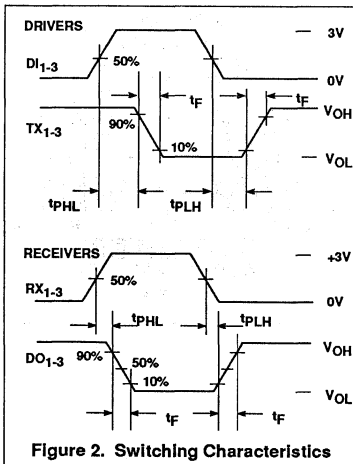 DRIVERS
3V
DI1-3
50%
0V
tF
tF
VOH
TX1-3
90%
10%
VOL
tPHL
tPLH
RECEIVERS
+3V
RX1-3
50%
0V
tPHL
tPLH
VOH
DO1-3
90%
50%
10%
VOL
tF
tF
Figure 2. Switching Characteristics